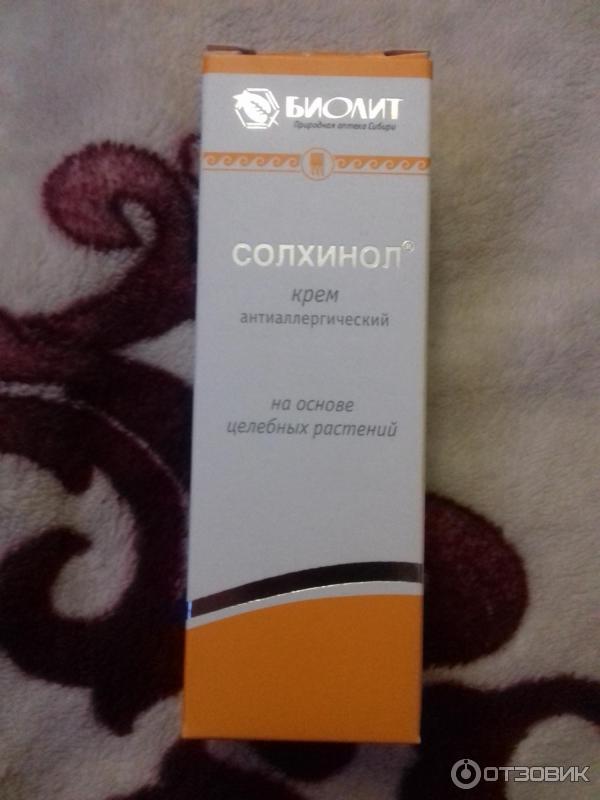 БИОЛИТ
Природная аптека Сибири
СОЛХИНОЛ®
крем
антиаллергический
на основе
целебных растений
ОТЗОВИК